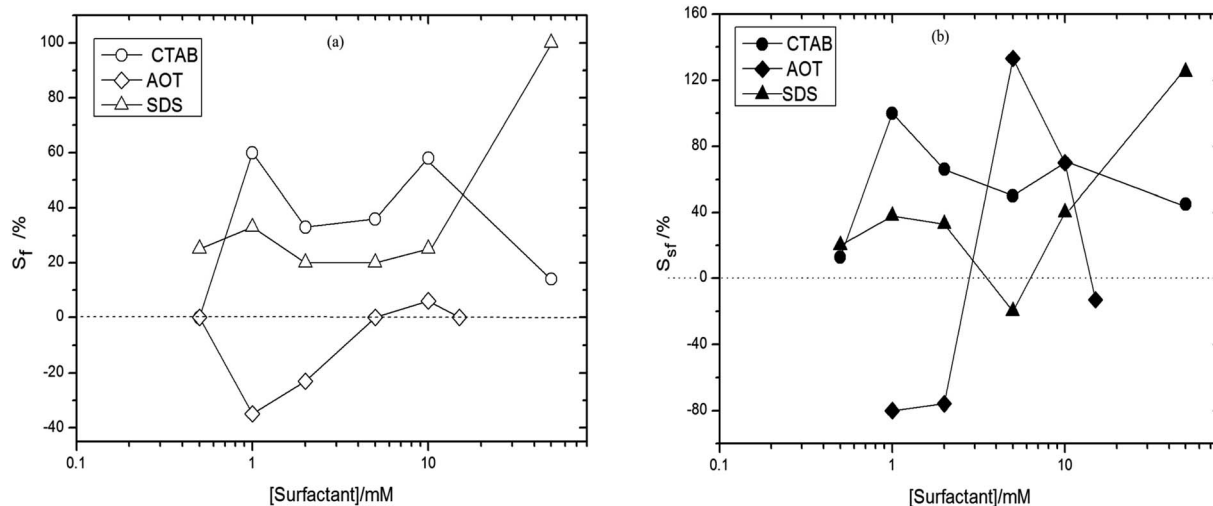 (a)
CTAB
AOT
SDS
100
80
60
40
20
0
-20
-40
S_f /%
0.1
1
10
[Surfactant]/mM
(b)
CTAB
AOT
SDS
160
120
80
40
0
-40
-80
S_sf /%
0.1
1
10
[Surfactant]/mM